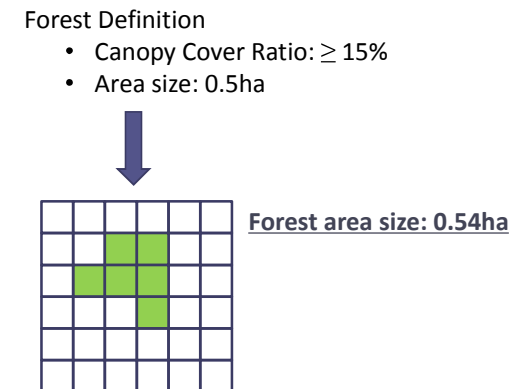 Forest Definition
• Canopy Cover Ratio: ≥ 15%
• Area size: 0.5ha
Forest area size: 0.54ha